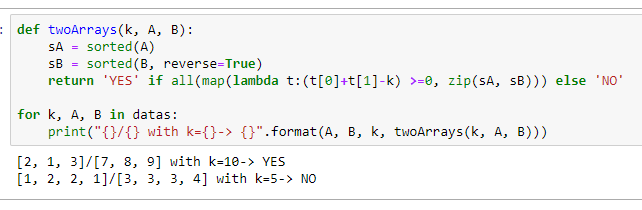 def twoArrays(k, A, B):
    sA = sorted(A)
    sB = sorted(B, reverse=True)
    return 'YES' if all(map(lambda t:(t[0]+t[1]-k) >=0, zip(sA, sB))) else 'NO'

for k, A, B in datas:
    print("{}/{} with k={}-> {}".format(A, B, k, twoArrays(k, A, B)))

[2, 1, 3]/[7, 8, 9] with k=10-> YES
[1, 2, 2, 1]/[3, 3, 3, 4] with k=5-> NO